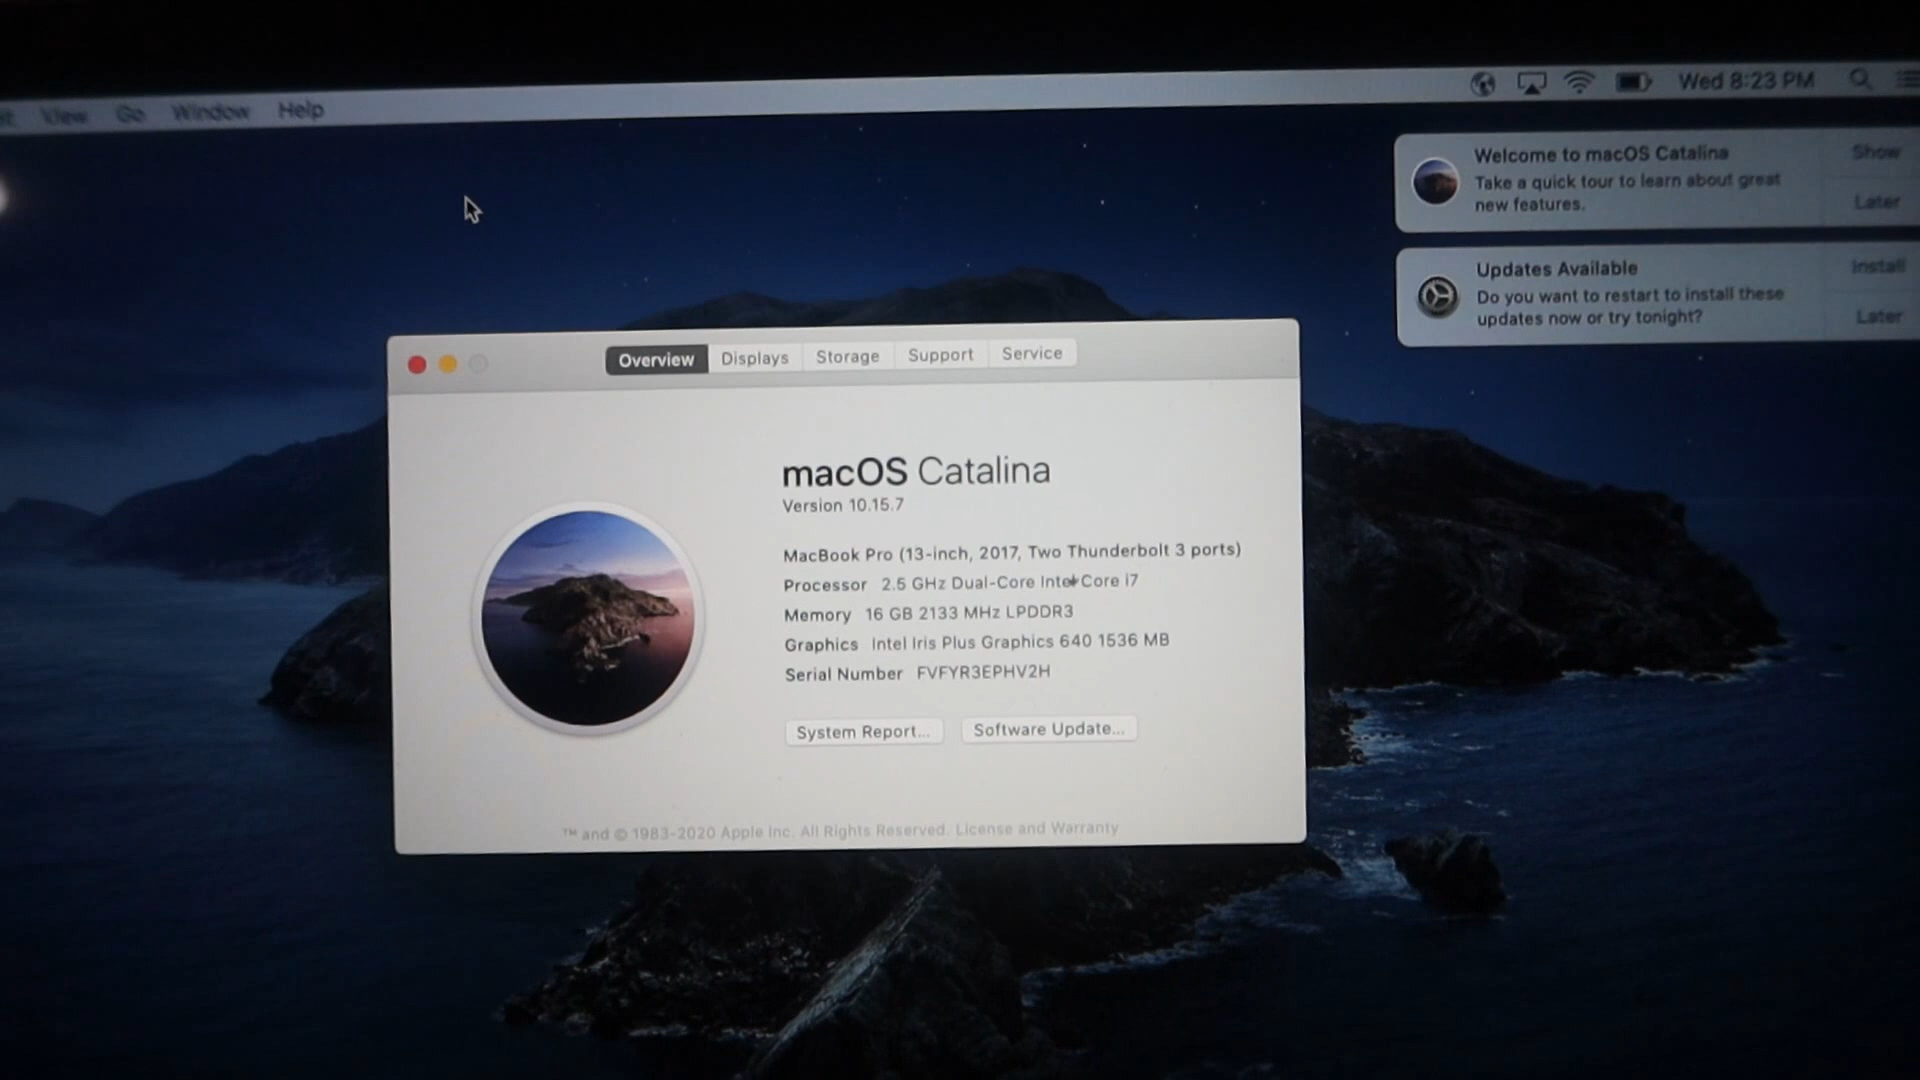 View Go Window Help
Wed 8:23 PM
Welcome to macOS Catalina
Take a quick tour to learn about great
new features.
Show
Later
Updates Available
Do you want to restart to install these
updates now or try tonight?
Install
Later
Overview Displays Storage Support Service
macOS Catalina
Version 10.15.7
MacBook Pro (13-inch, 2017, Two Thunderbolt 3 ports)
Processor 2.5 GHz Dual-Core Intel Core i7
Memory 16 GB 2133 MHz LPDDR3
Graphics Intel Iris Plus Graphics 640 1536 MB
Serial Number FVFYR3EPHV2H
System Report... Software Update...
™ and © 1983-2020 Apple Inc. All Rights Reserved. License and Warranty